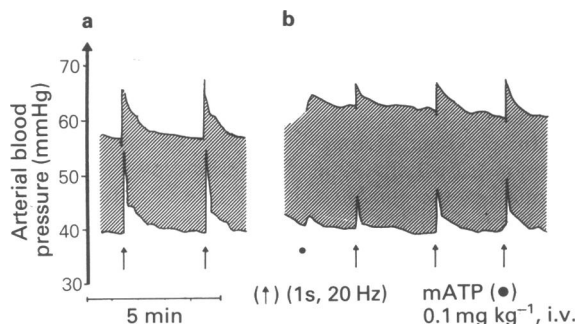 a
b
Arterial blood
pressure (mmHg)
70
60
50
40
30
5 min
(↑) (1s, 20 Hz)
mATP (●)
0.1 mg kg⁻¹, i.v.